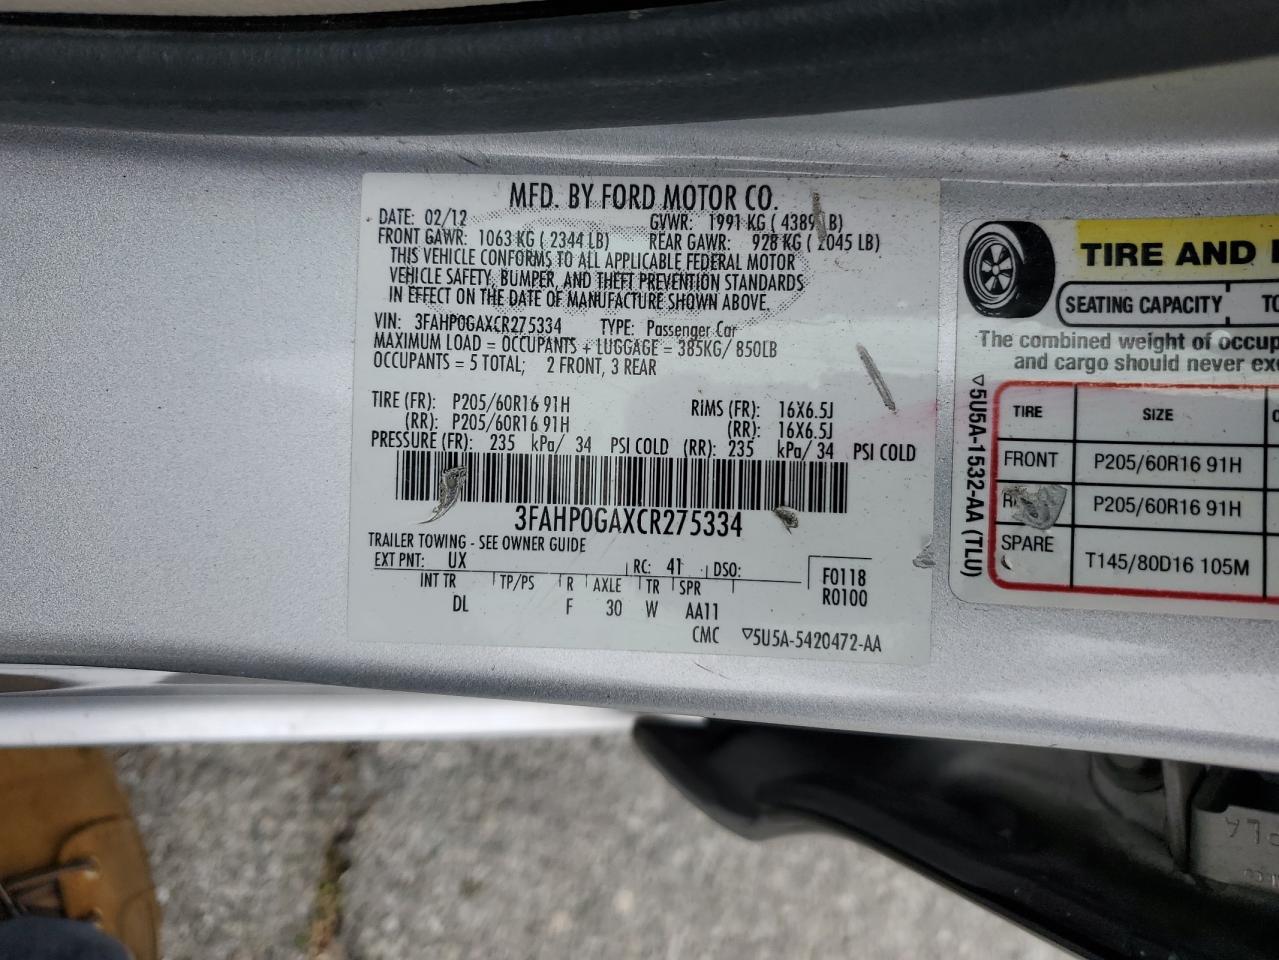 MFD. BY FORD MOTOR CO.
DATE: 02/12 GVWR: 1991 KG ( 4389 LB)
FRONT GAWR: 1063 KG ( 2344 LB) REAR GAWR: 928 KG ( 2045 LB)
THIS VEHICLE CONFORMS TO ALL APPLICABLE FEDERAL MOTOR
VEHICLE SAFETY, BUMPER, AND THEFT PREVENTION STANDARDS
IN EFFECT ON THE DATE OF MANUFACTURE SHOWN ABOVE.
VIN: 3FAHP0GAXCR275334 TYPE: Passenger Car
MAXIMUM LOAD = OCCUPANTS + LUGGAGE = 385KG/ 850LB
OCCUPANTS = 5 TOTAL; 2 FRONT, 3 REAR
TIRE (FR): P205/60R16 91H RIMS (FR): 16X6.5J
(RR): P205/60R16 91H (RR): 16X6.5J
PRESSURE (FR): 235 kPa/ 34 PSI COLD (RR): 235 kPa/ 34 PSI COLD
3FAHP0GAXCR275334
TRAILER TOWING - SEE OWNER GUIDE
EXT PNT: UX RC: 41 DSO:
INT TR TP/PS R AXLE TR SPR F0118
DL F 30 W AA11 R0100
CMC ▽5U5A-5420472-AA
TIRE AND
SEATING CAPACITY
The combined weight of
and cargo should never
▽5U5A-1532-AA (TLU)
TIRE SIZE
FRONT P205/60R16 91H
P205/60R16 91H
SPARE T145/80D16 105M